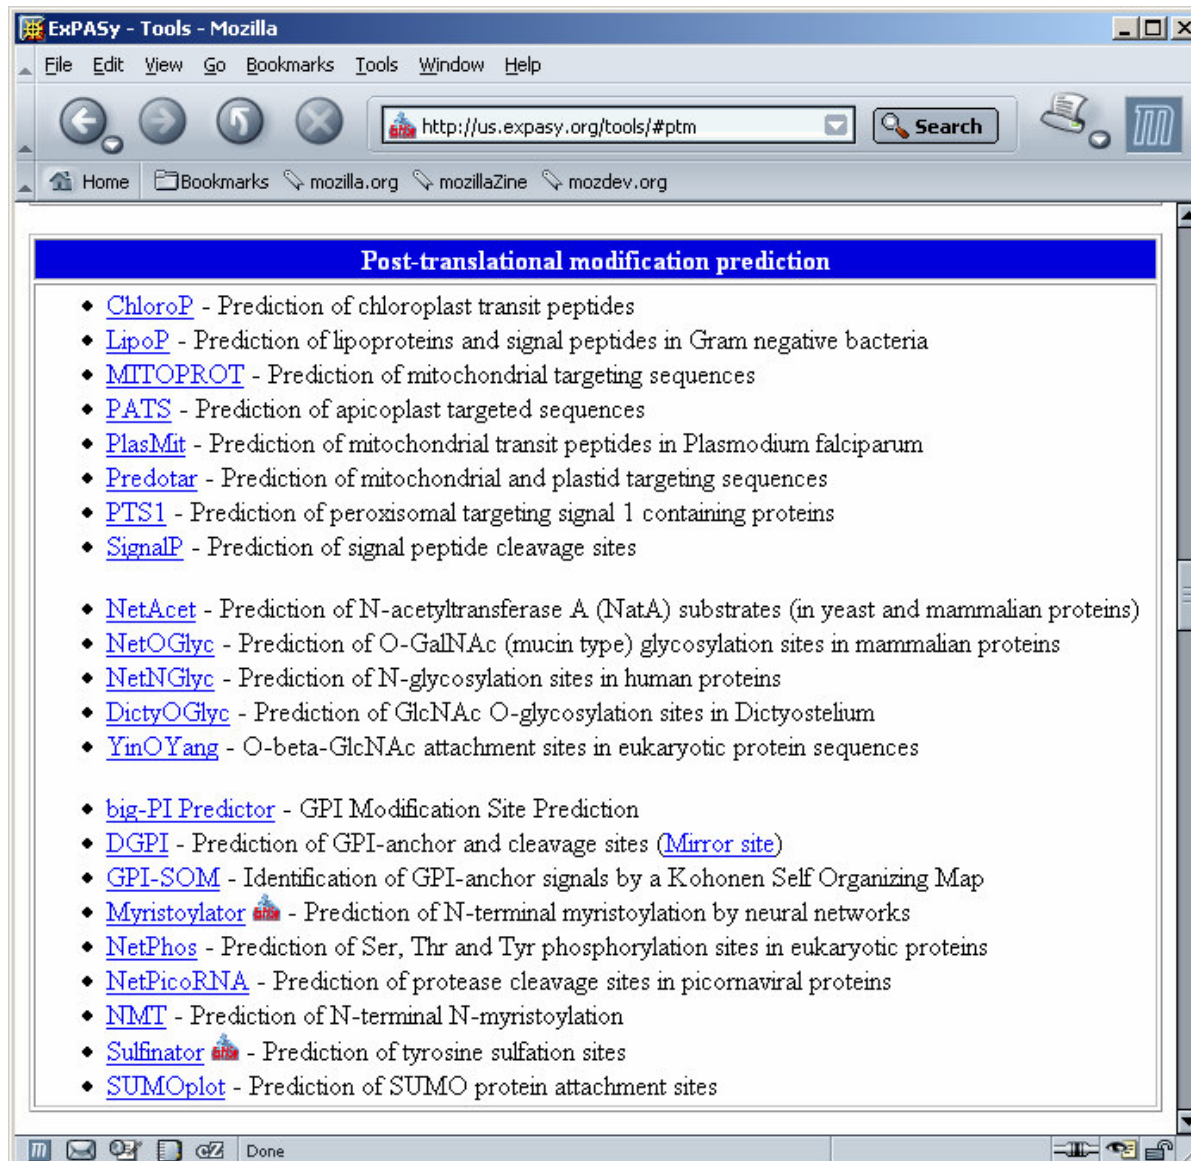 ExPASy - Tools - Mozilla
File Edit View Go Bookmarks Tools Window Help
http://us.expasy.org/tools/#ptm Search
Home Bookmarks mozilla.org mozillaZine mozdev.org
Post-translational modification prediction
ChloroP - Prediction of chloroplast transit peptides
LipoP - Prediction of lipoproteins and signal peptides in Gram negative bacteria
MITOPROT - Prediction of mitochondrial targeting sequences
PATS - Prediction of apicoplast targeted sequences
PlasMit - Prediction of mitochondrial transit peptides in Plasmodium falciparum
Predotar - Prediction of mitochondrial and plastid targeting sequences
PTS1 - Prediction of peroxisomal targeting signal 1 containing proteins
SignalP - Prediction of signal peptide cleavage sites
NetAcet - Prediction of N-acetyltransferase A (NatA) substrates (in yeast and mammalian proteins)
NetOGlyc - Prediction of O-GalNAc (mucin type) glycosylation sites in mammalian proteins
NetNGlyc - Prediction of N-glycosylation sites in human proteins
DictyOGlyc - Prediction of GlcNAc O-glycosylation sites in Dictyostelium
YinOYang - O-beta-GlcNAc attachment sites in eukaryotic protein sequences
big-PI Predictor - GPI Modification Site Prediction
DGPI - Prediction of GPI-anchor and cleavage sites (Mirror site)
GPI-SOM - Identification of GPI-anchor signals by a Kohonen Self Organizing Map
Myristoylator - Prediction of N-terminal myristoylation by neural networks
NetPhos - Prediction of Ser, Thr and Tyr phosphorylation sites in eukaryotic proteins
NetPicoRNA - Prediction of protease cleavage sites in picornaviral proteins
NMT - Prediction of N-terminal N-myristoylation
Sulfinator - Prediction of tyrosine sulfation sites
SUMOplot - Prediction of SUMO protein attachment sites
Done